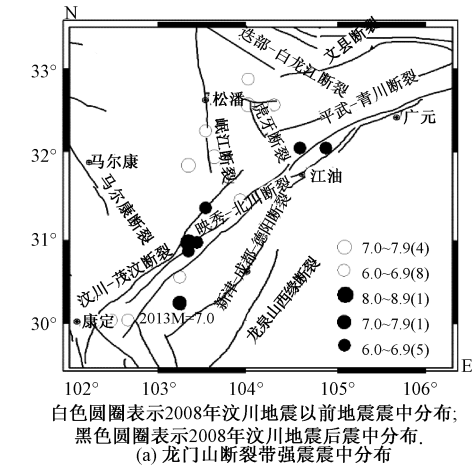 N
33°
32°
31°
30°
102°
103°
104°
105°
106°
E
迭部-白龙江断裂
文县断裂
平武-青川断裂
松潘
虎牙断裂
广元
岷江断裂
马尔康
马尔康断裂
江油
映秀-北川断裂
汶川-茂汶断裂
新津-成都-德阳断裂
龙泉山西缘断裂
康定
2013M=7.0
7.0~7.9(4)
6.0~6.9(8)
8.0~8.9(1)
7.0~7.9(1)
6.0~6.9(5)
白色圆圈表示2008年汶川地震以前地震震中分布;
黑色圆圈表示2008年汶川地震后震中分布.
(a) 龙门山断裂带强震震中分布